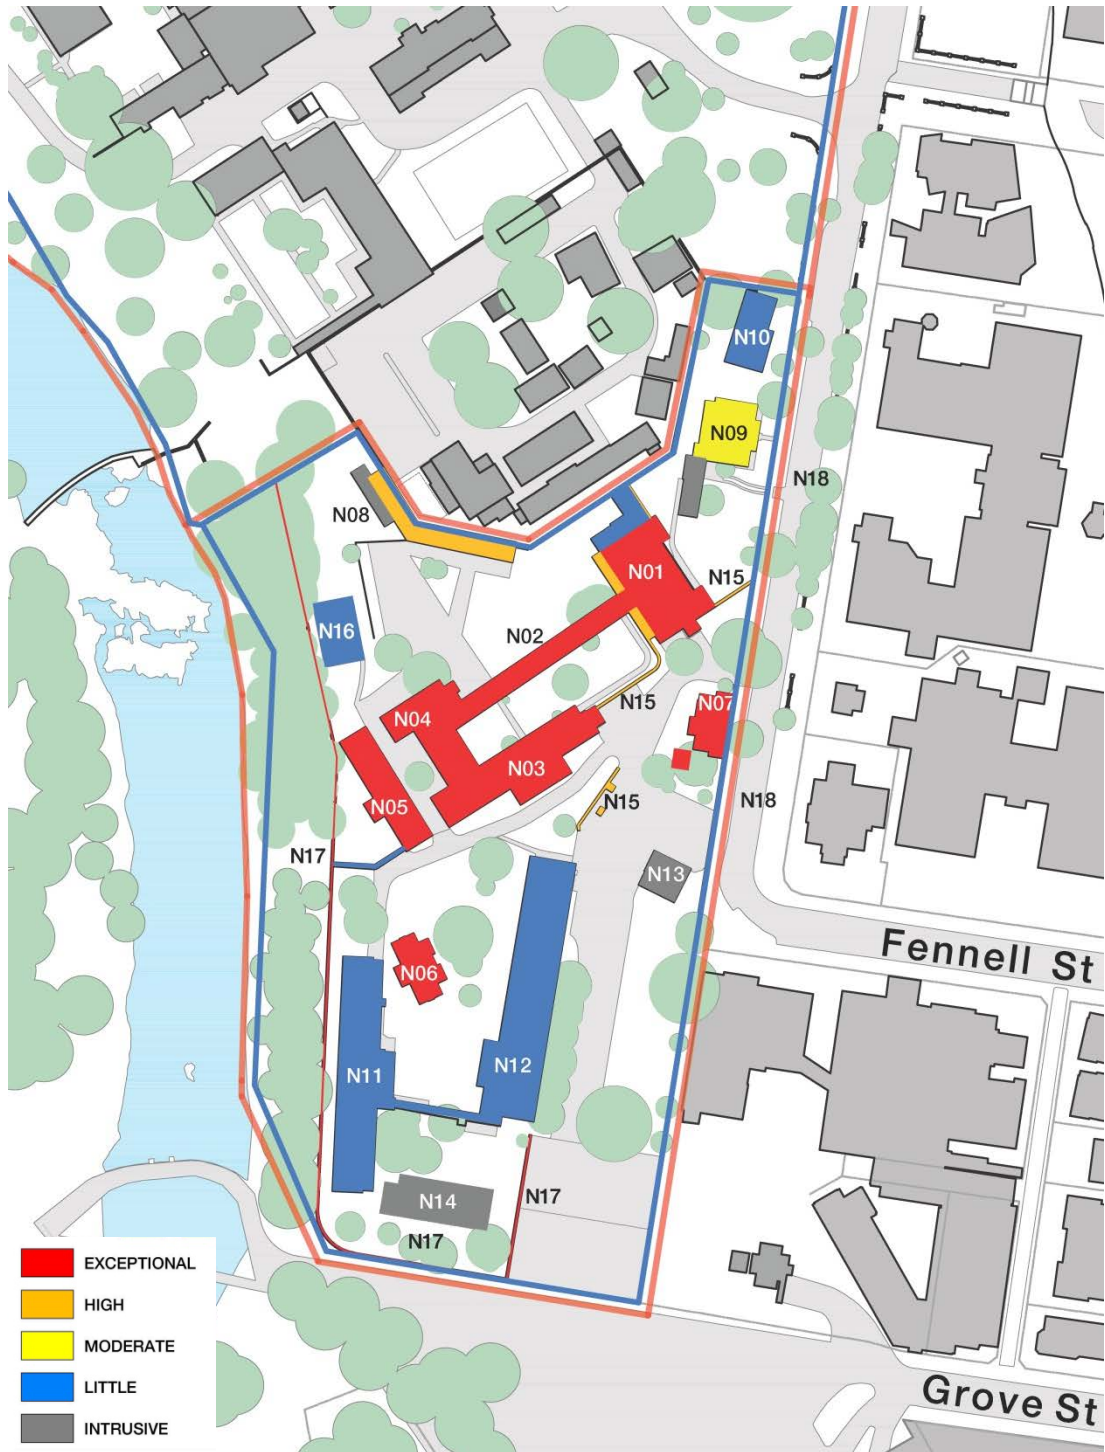 N10
N09
N18
N08
N01
N15
N16
N02
N04
N15
N07
N03
N05
N15
N18
N17
N13
Fennell St
N06
N11
N12
N14
N17
N17
EXCEPTIONAL
HIGH
MODERATE
LITTLE
INTRUSIVE
Grove St